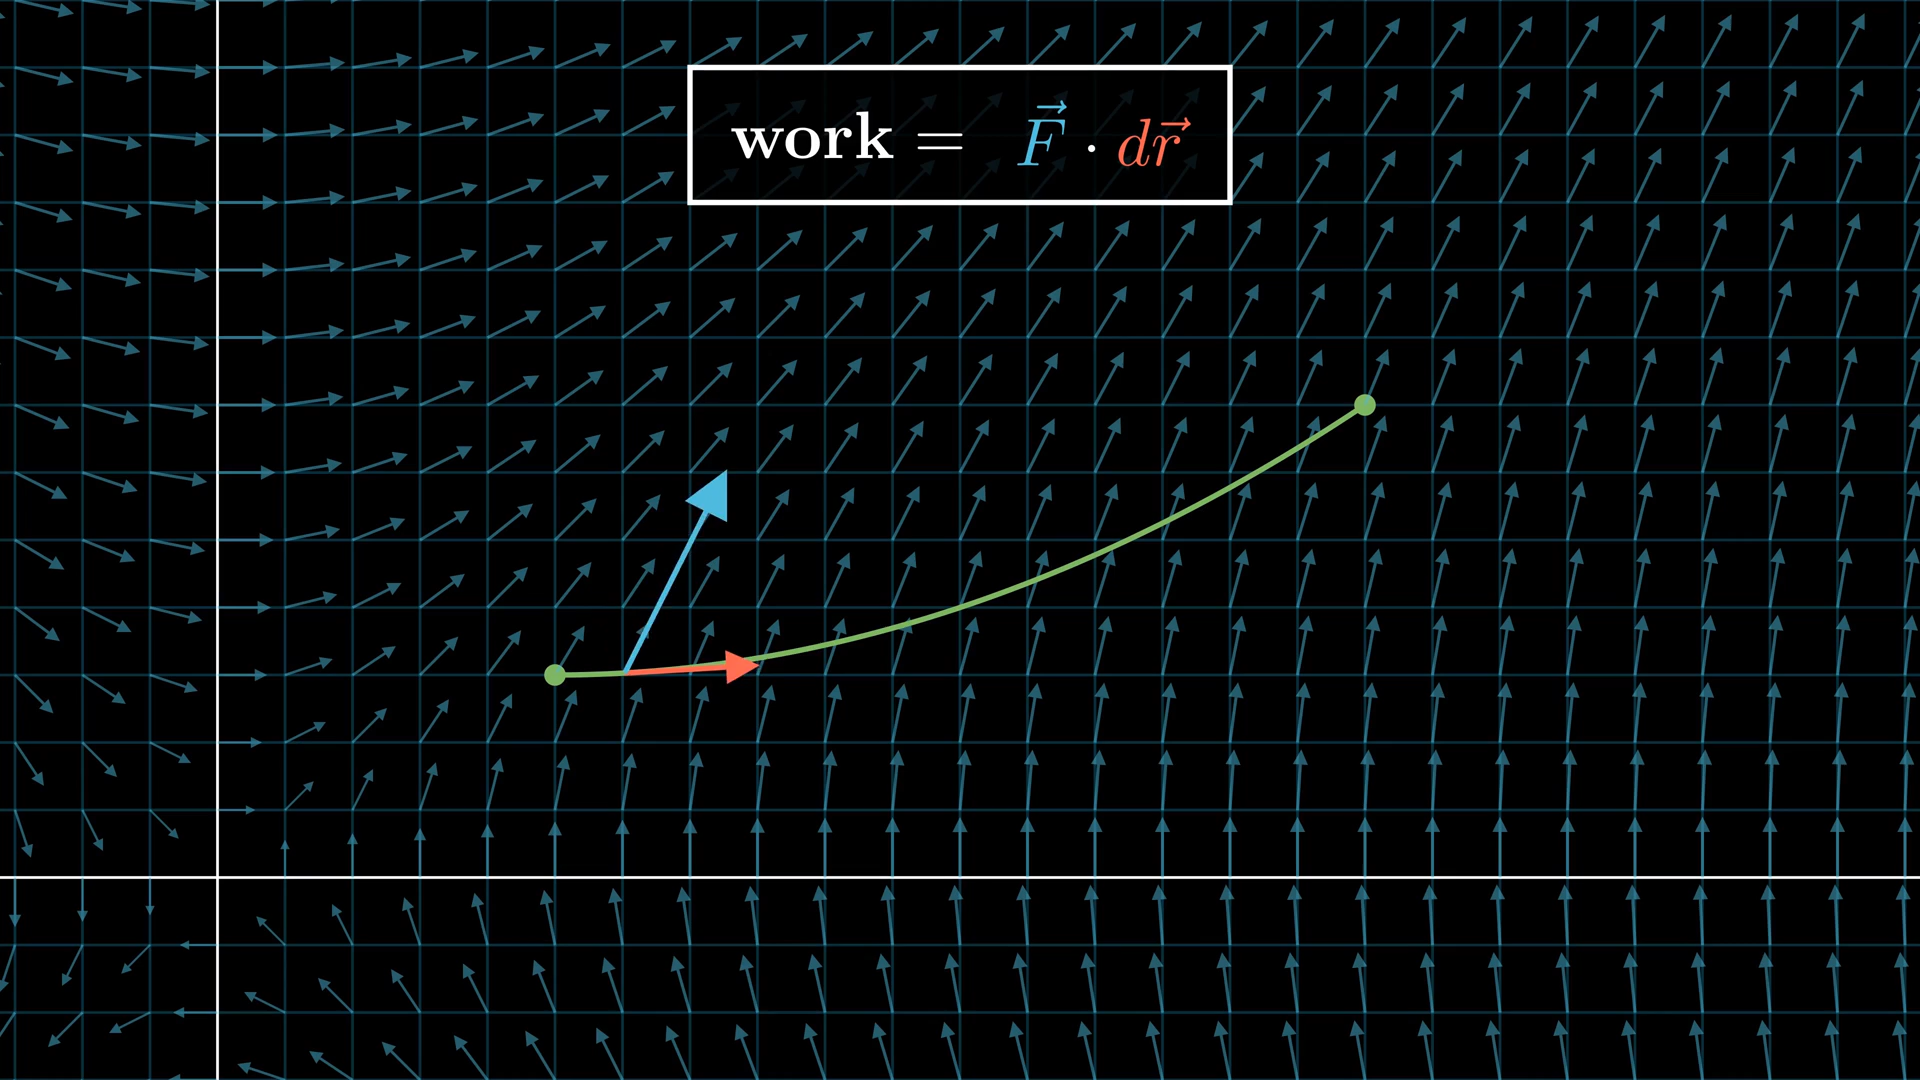 work = F⃗ · dr⃗